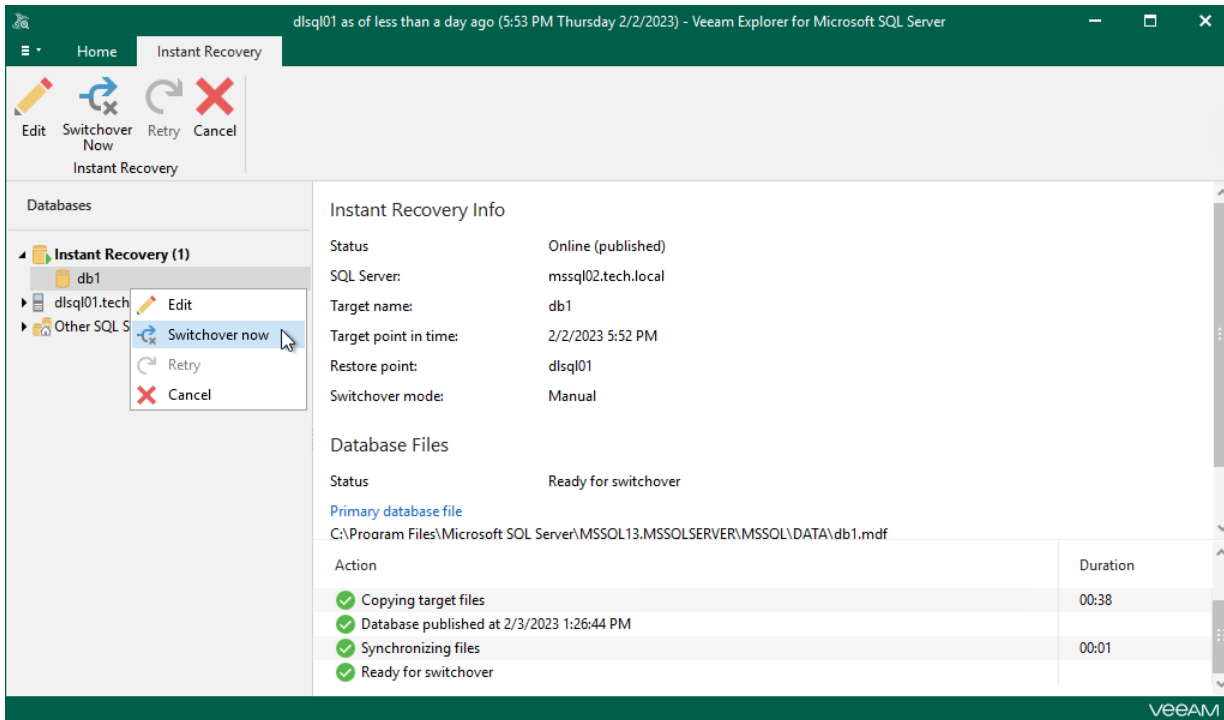 dlsql01 as of less than a day ago (5:53 PM Thursday 2/2/2023) - Veeam Explorer for Microsoft SQL Server
Home Instant Recovery
Edit Switchover Now Retry Cancel
Instant Recovery
Databases
Instant Recovery (1)
db1
dlsql01.tech
Other SQL S
Edit
Switchover now
Retry
Cancel
Instant Recovery Info
Status Online (published)
SQL Server: mssql02.tech.local
Target name: db1
Target point in time: 2/2/2023 5:52 PM
Restore point: dlsql01
Switchover mode: Manual
Database Files
Status Ready for switchover
Primary database file
C:\Program Files\Microsoft SQL Server\MSSQL13.MSSQLSERVER\MSSQL\DATA\db1.mdf
Action Duration
Copying target files 00:38
Database published at 2/3/2023 1:26:44 PM
Synchronizing files 00:01
Ready for switchover
VEEAM